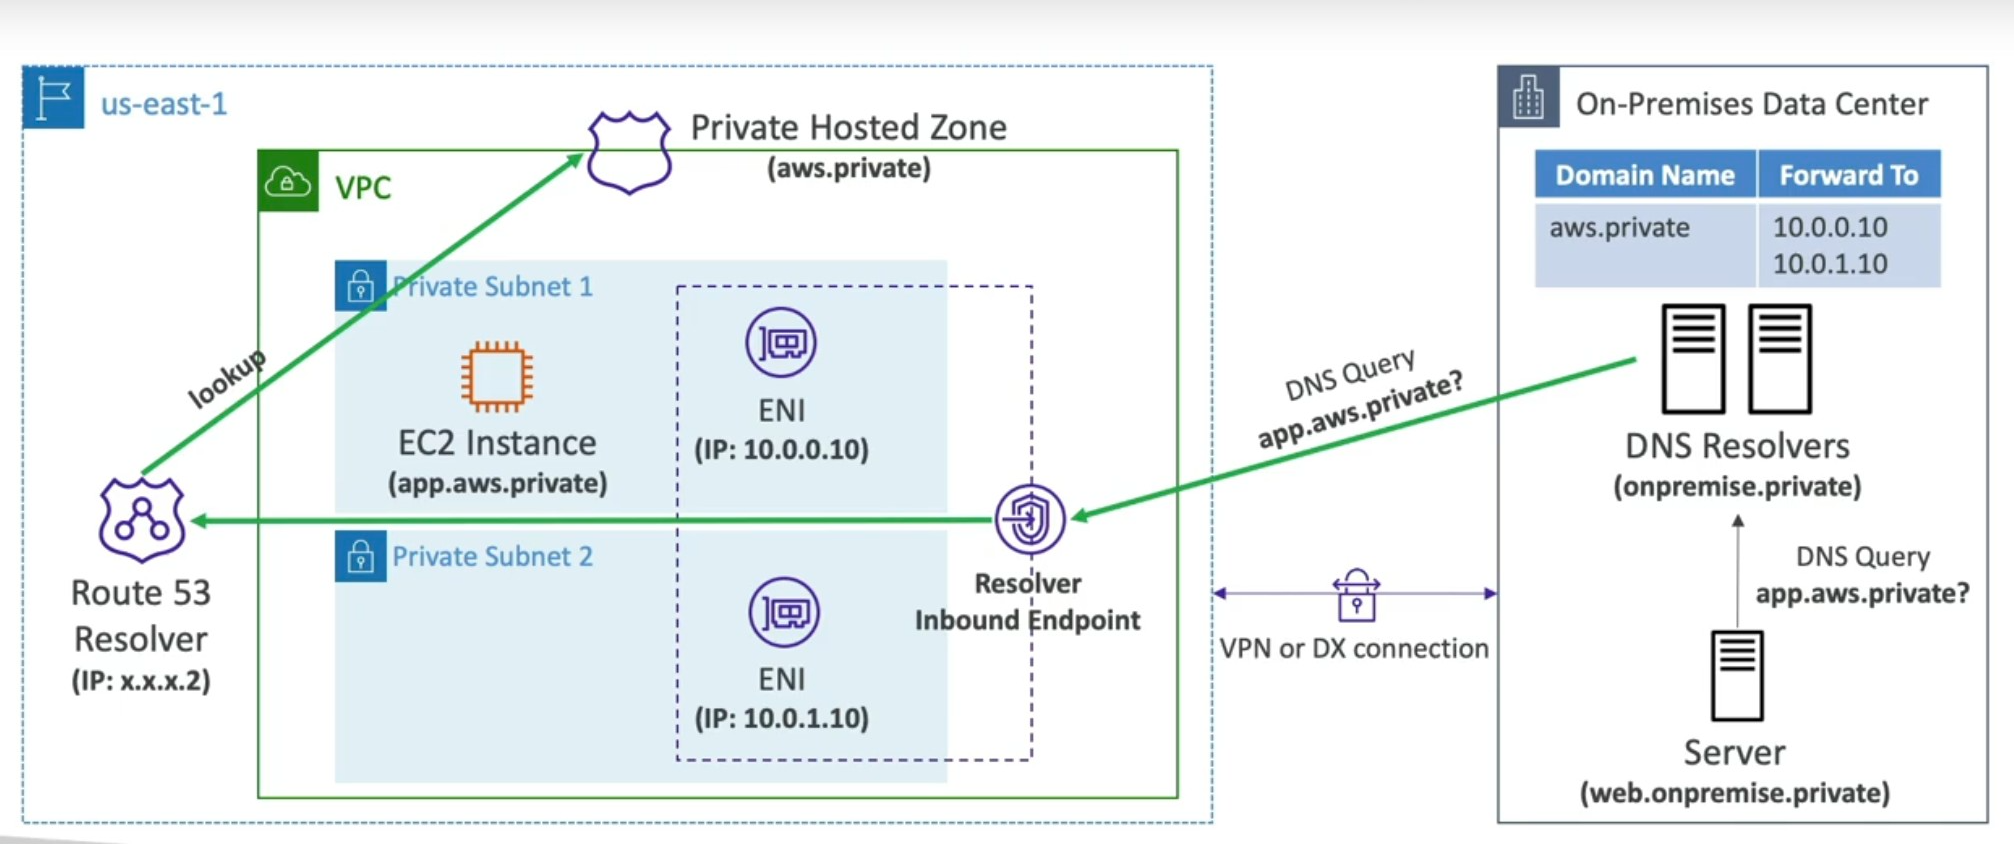 us-east-1
Private Hosted Zone
(aws.private)
VPC
lookup
Private Subnet 1
EC2 Instance
(app.aws.private)
ENI
(IP: 10.0.0.10)
Route 53
Resolver
(IP: x.x.x.2)
Private Subnet 2
ENI
(IP: 10.0.1.10)
Resolver
Inbound Endpoint
DNS Query
app.aws.private?
VPN or DX connection
On-Premises Data Center
Domain Name Forward To
aws.private 10.0.0.10
10.0.1.10
DNS Resolvers
(onpremise.private)
DNS Query
app.aws.private?
Server
(web.onpremise.private)